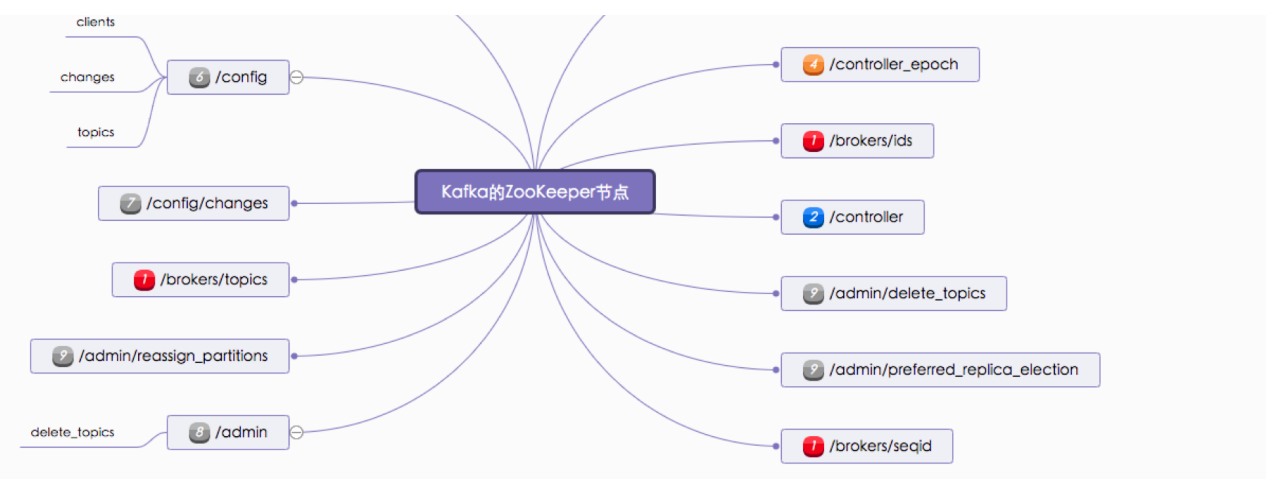 clients
changes
topics
6 /config
7 /config/changes
1 /brokers/topics
9 /admin/reassign_partitions
delete_topics
8 /admin
Kafka的ZooKeeper节点
4 /controller_epoch
1 /brokers/ids
2 /controller
9 /admin/delete_topics
9 /admin/preferred_replica_election
1 /brokers/seqid